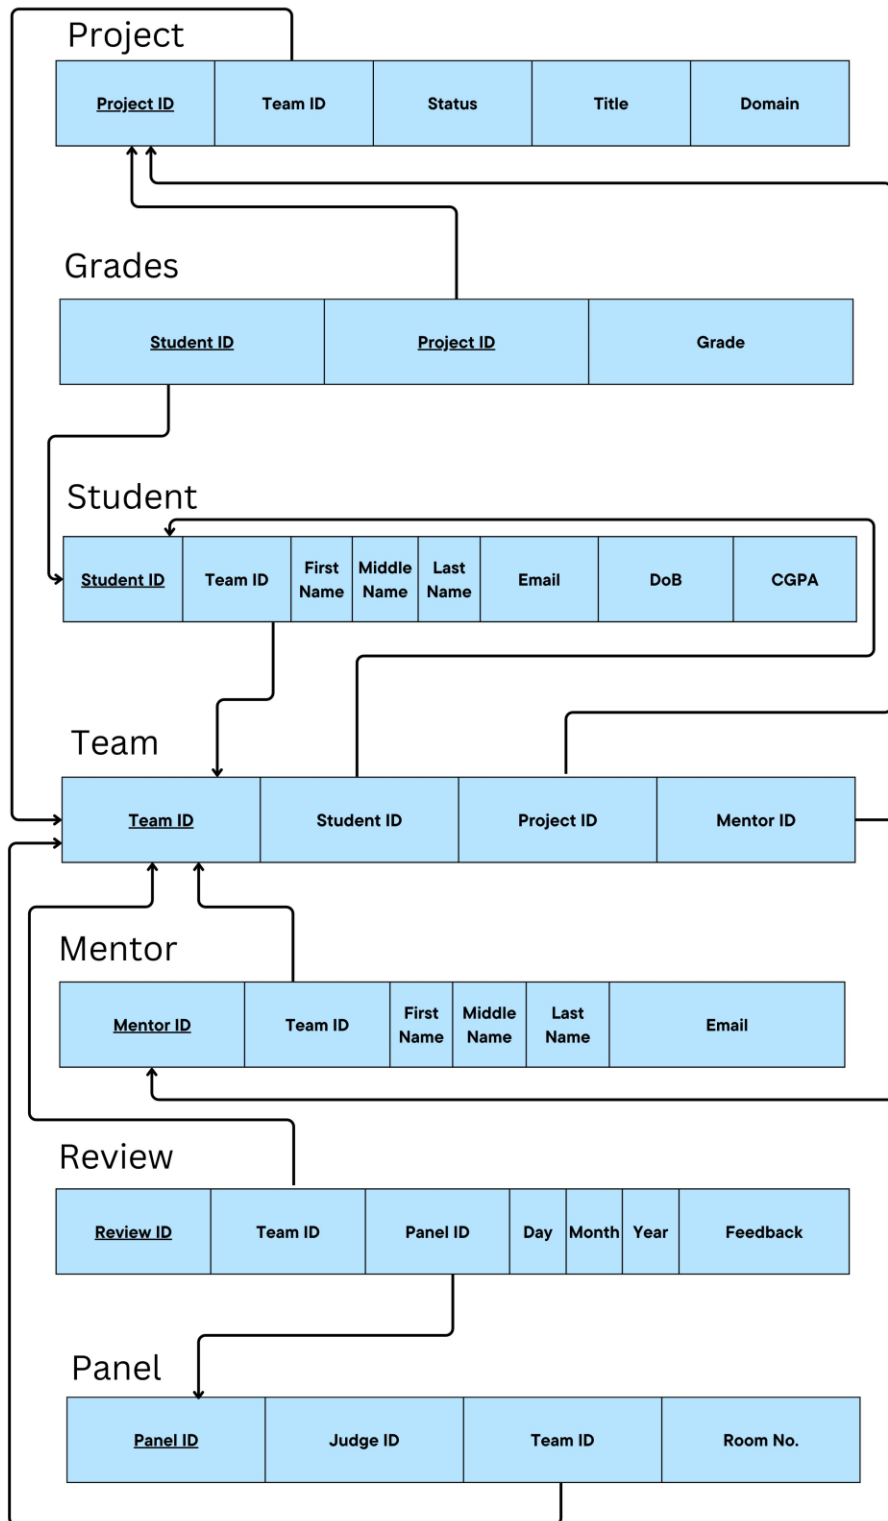 Project
Project ID Team ID Status Title Domain
Grades
Student ID Project ID Grade
Student
Student ID Team ID First Name Middle Name Last Name Email DoB CGPA
Team
Team ID Student ID Project ID Mentor ID
Mentor
Mentor ID Team ID First Name Middle Name Last Name Email
Review
Review ID Team ID Panel ID Day Month Year Feedback
Panel
Panel ID Judge ID Team ID Room No.